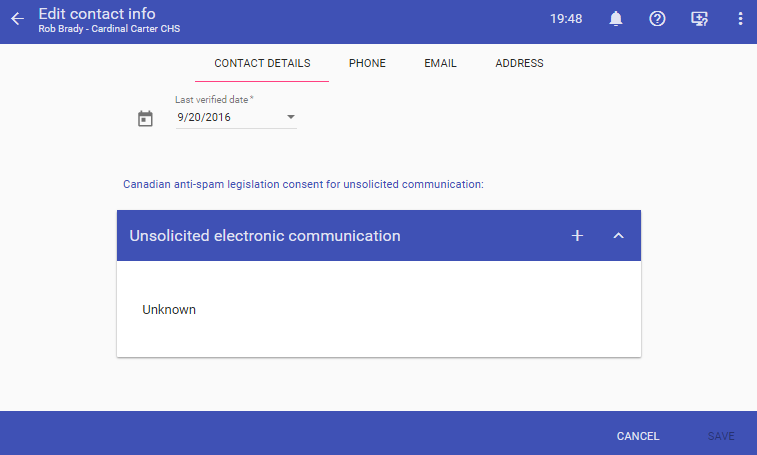 Edit contact info
Rob Brady - Cardinal Carter CHS
19:48
CONTACT DETAILS PHONE EMAIL ADDRESS
Last verified date *
9/20/2016
Canadian anti-spam legislation consent for unsolicited communication:
Unsolicited electronic communication
Unknown
CANCEL SAVE